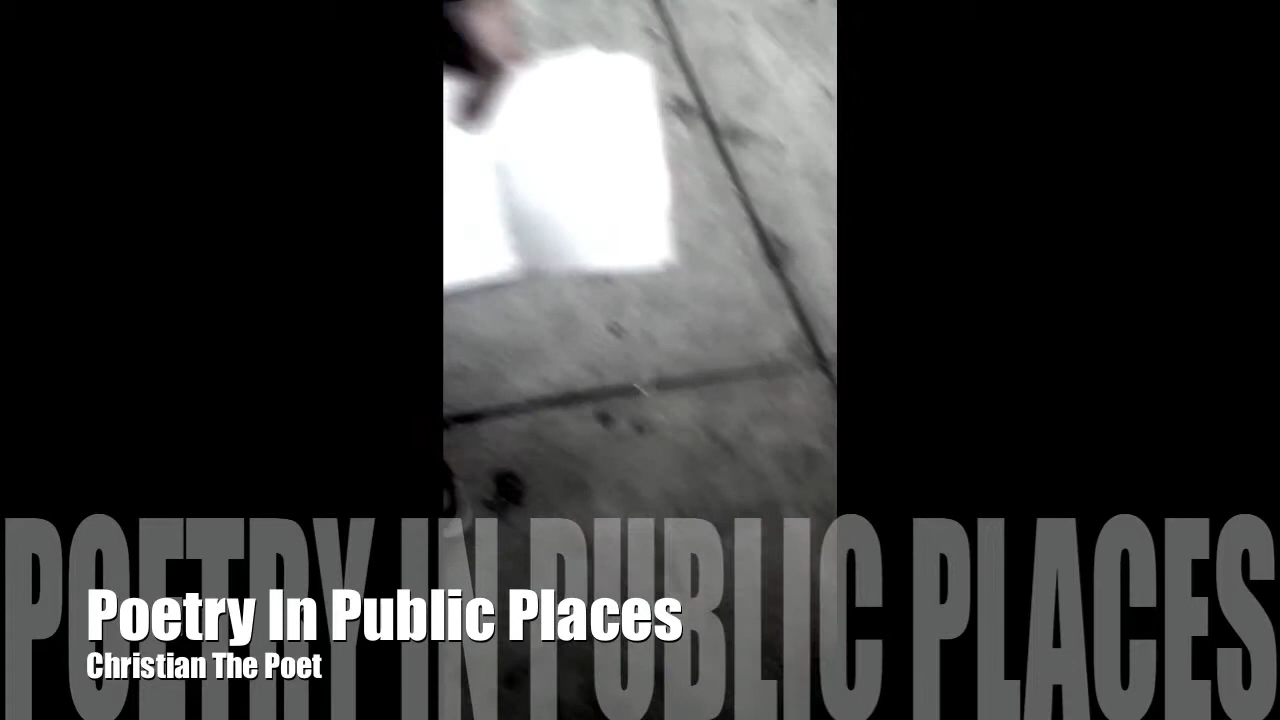 POETRY IN PUBLIC PLACES
Poetry In Public Places
Christian The Poet